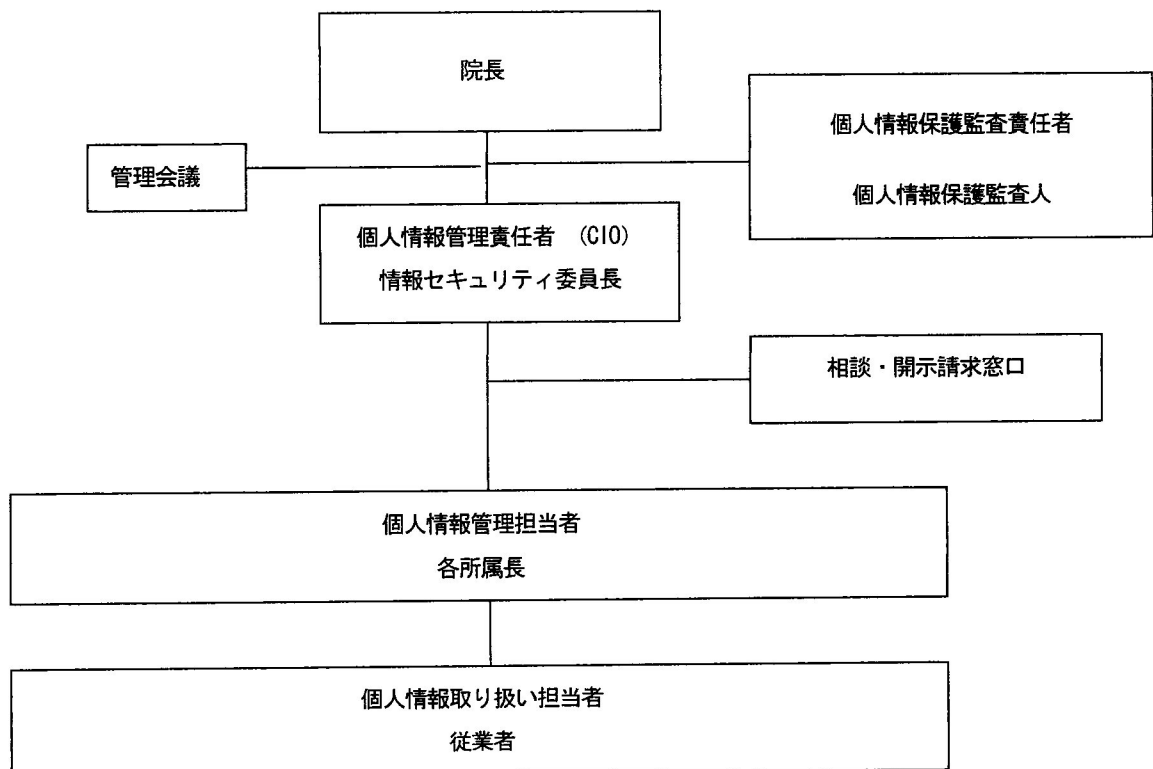 院長
個人情報保護監査責任者
管理会議
個人情報保護監査人
個人情報管理責任者 (CIO)
情報セキュリティ委員長
相談・開示請求窓口
個人情報管理担当者
各所属長
個人情報取り扱い担当者
従業者